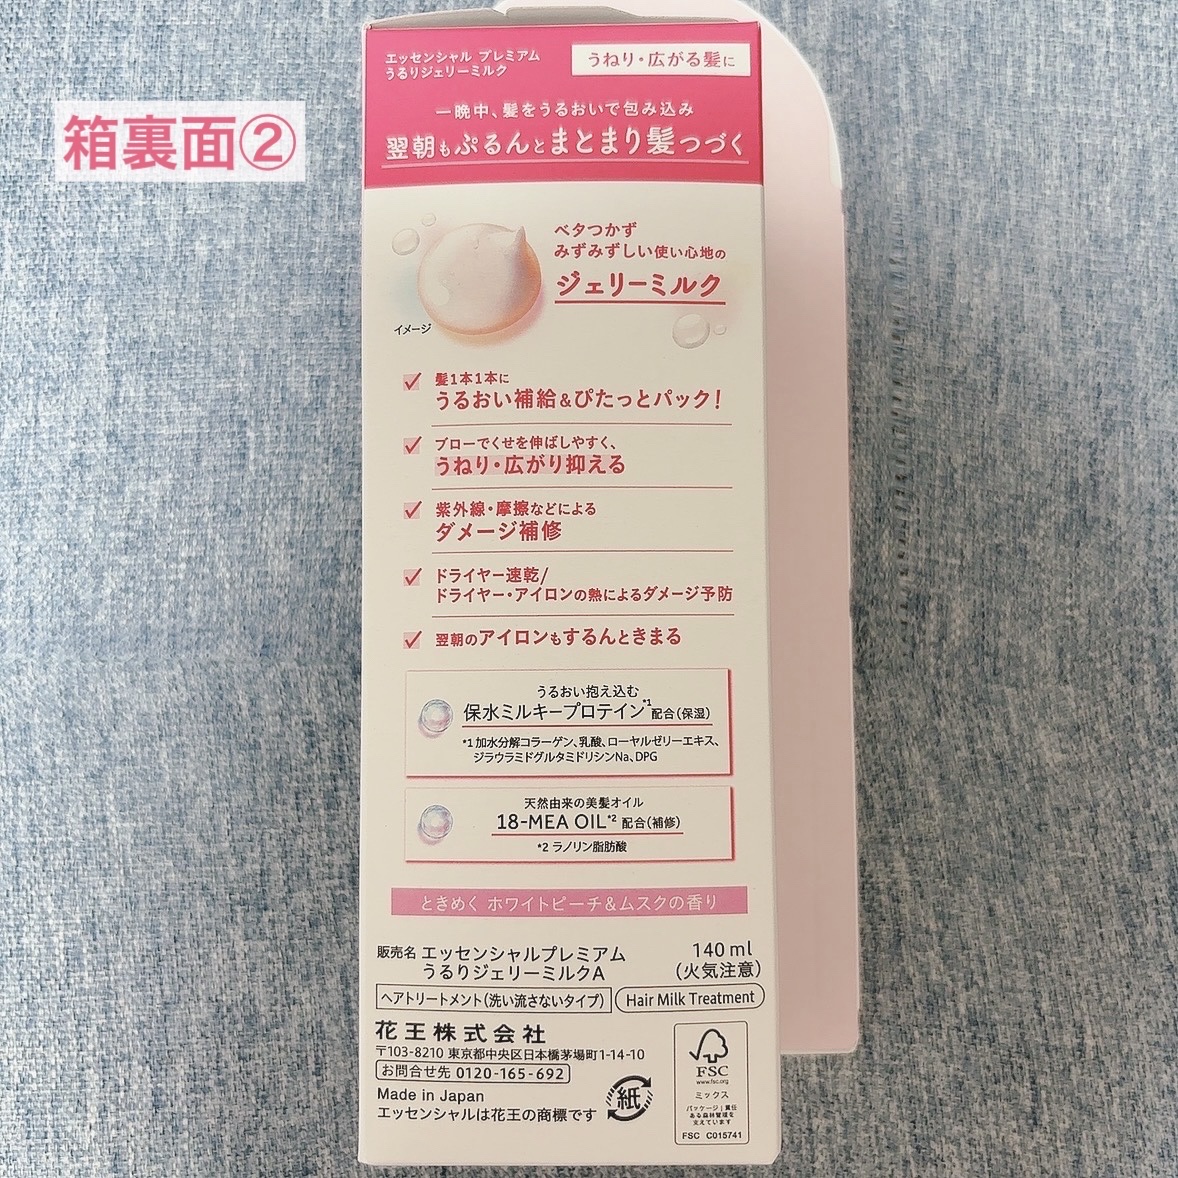 箱裏面②
エッセンシャル プレミアム
うるりジェリーミルク
うねり・広がる髪に
一晩中、髪をうるおいで包み込み
翌朝もぷるんとまとまり髪つづく
ベタつかず
みずみずしい使い心地の
ジェリーミルク
イメージ
髪1本1本に
うるおい補給&ぴたっとパック!
ブローでくせを伸ばしやすく、
うねり・広がり抑える
紫外線・摩擦などによる
ダメージ補修
ドライヤー速乾/
ドライヤー・アイロンの熱によるダメージ予防
翌朝のアイロンもするんときまる
うるおい抱え込む
保水ミルキープロテイン*1配合(保湿)
*1 加水分解コラーゲン、乳酸、ローヤルゼリーエキス、
ジラウラミドグルタミドリシンNa、DPG
天然由来の美髪オイル
18-MEA OIL*2 配合(補修)
*2 ラノリン脂肪酸
ときめく ホワイトピーチ&ムスクの香り
販売名 エッセンシャルプレミアム
うるりジェリーミルクA
140 ml
(火気注意)
ヘアトリートメント(洗い流さないタイプ)
Hair Milk Treatment
花王株式会社
〒103-8210 東京都中央区日本橋茅場町1-14-10
お問合せ先 0120-165-692
Made in Japan
エッセンシャルは花王の商標です
紙
FSC
www.fsc.org
ミックス
パッケージ|責任
ある森林管理を
支えています
FSC C015741